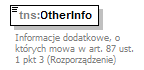 tns:OtherInfo
Informacje dodatkowe, o
których mowa w art. 87 ust.
1 pkt 3 (Rozporządzenie)